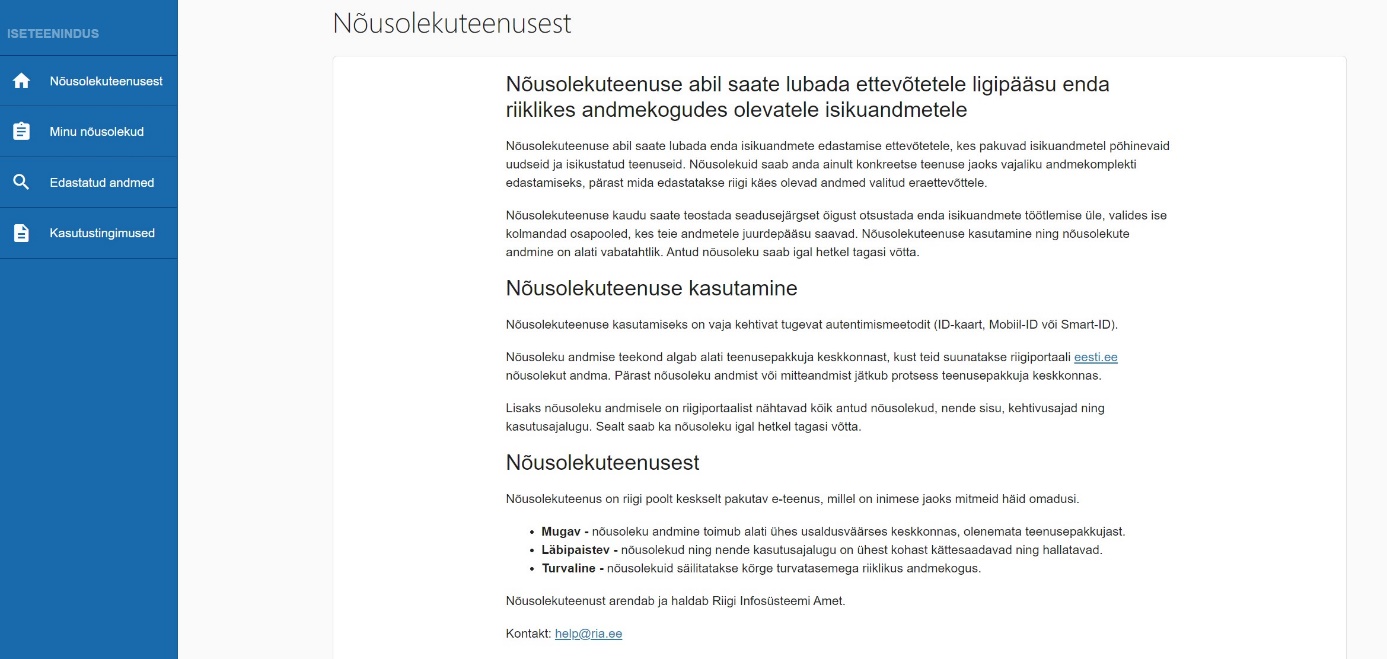 ISETEENINDUS
Nõusolekuteenusest
Minu nõusolekud
Edastatud andmed
Kasutustingimused
Nõusolekuteenusest
Nõusolekuteenuse abil saate lubada ettevõtetele ligipääsu enda
riiklikes andmekogudes olevatele isikuandmetele
Nõusolekuteenuse abil saate lubada enda isikuandmete edastamise ettevõtetele, kes pakuvad isikuandmetel põhinevaid
uudseid ja isikustatud teenuseid. Nõusolekuid saab anda ainult konkreetse teenuse jaoks vajaliku andmekomplekti
edastamiseks, pärast mida edastatakse riigi käes olevad andmed valitud eraettevõttele.
Nõusolekuteenuse kaudu saate teostada seadusejärgset õigust otsustada enda isikuandmete töötlemise üle, valides ise
kolmandad osapooled, kes teie andmetele juurdepääsu saavad. Nõusolekuteenuse kasutamine ning nõusolekute
andmine on alati vabatahtlik. Antud nõusoleku saab igal hetkel tagasi võtta.
Nõusolekuteenuse kasutamine
Nõusolekuteenuse kasutamiseks on vaja kehtivat tugevat autentimismeetodit (ID-kaart, Mobiil-ID või Smart-ID).
Nõusoleku andmise teekond algab alati teenusepakkuja keskkonnast, kust teid suunatakse riigiportaali eesti.ee
nõusolekut andma. Pärast nõusoleku andmist või mitteandmist jätkub protsess teenusepakkuja keskkonnas.
Lisaks nõusoleku andmisele on riigiportaalist nähtavad kõik antud nõusolekud, nende sisu, kehtivusajad ning
kasutusajalugu. Sealt saab ka nõusoleku igal hetkel tagasi võtta.
Nõusolekuteenusest
Nõusolekuteenus on riigi poolt keskselt pakutav e-teenus, millel on inimese jaoks mitmeid häid omadusi.
• Mugav - nõusoleku andmine toimub alati ühes usaldusväärses keskkonnas, olenemata teenusepakkujast.
• Läbipaistev - nõusolekud ning nende kasutusajalugu on ühest kohast kättesaadavad ning hallatavad.
• Turvaline - nõusolekuid säilitatakse kõrge turvatasemega riiklikus andmekogus.
Nõusolekuteenust arendab ja haldab Riigi Infosüsteemi Amet.
Kontakt: help@ria.ee